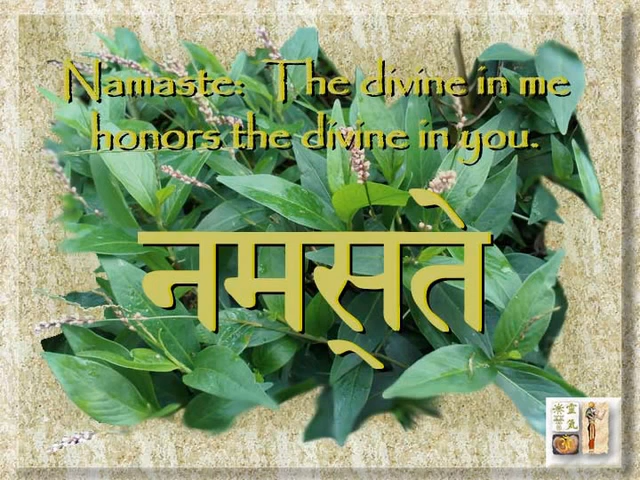 Namaste: The divine in me
honors the divine in you.
नमस्‌ते